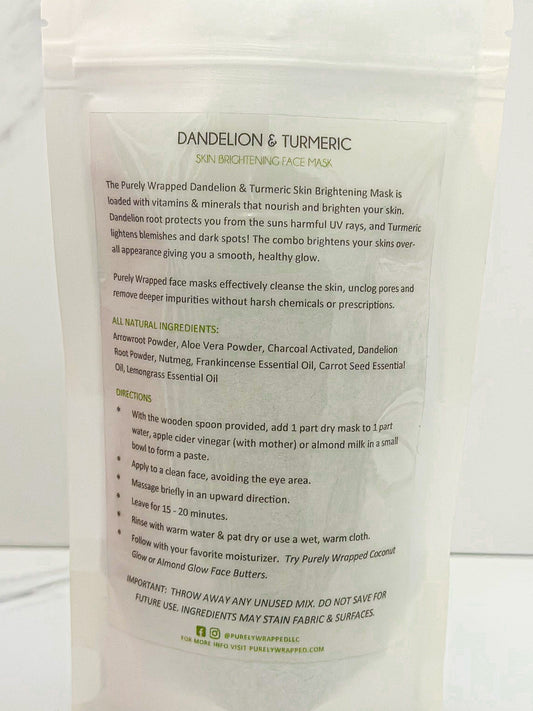 DANDELION & TURMERIC
SKIN BRIGHTENING FACE MASK
The Purely Wrapped Dandelion & Turmeric Skin Brightening Mask is
loaded with vitamins & minerals that nourish and brighten your skin.
Dandelion root protects you from the suns harmful UV rays, and Turmeric
lightens blemishes and dark spots! The combo brightens your skins over-
all appearance giving you a smooth, healthy glow.
Purely Wrapped face masks effectively cleanse the skin, unclog pores and
remove deeper impurities without harsh chemicals or prescriptions.
ALL NATURAL INGREDIENTS:
Arrowroot Powder, Aloe Vera Powder, Charcoal Activated, Dandelion
Root Powder, Nutmeg, Frankincense Essential Oil, Carrot Seed Essential
Oil, Lemongrass Essential Oil
DIRECTIONS
* With the wooden spoon provided, add 1 part dry mask to 1 part
water, apple cider vinegar (with mother) or almond milk in a small
bowl to form a paste.
* Apply to a clean face, avoiding the eye area.
* Massage briefly in an upward direction.
* Leave for 15 - 20 minutes.
* Rinse with warm water & pat dry or use a wet, warm cloth.
* Follow with your favorite moisturizer. Try Purely Wrapped Coconut
Glow or Almond Glow Face Butters.
IMPORTANT: THROW AWAY ANY UNUSED MIX. DO NOT SAVE FOR
FUTURE USE. INGREDIENTS MAY STAIN FABRIC & SURFACES.
@PURELYWRAPPEDLLC
FOR MORE INFO VISIT PURELYWRAPPED.COM